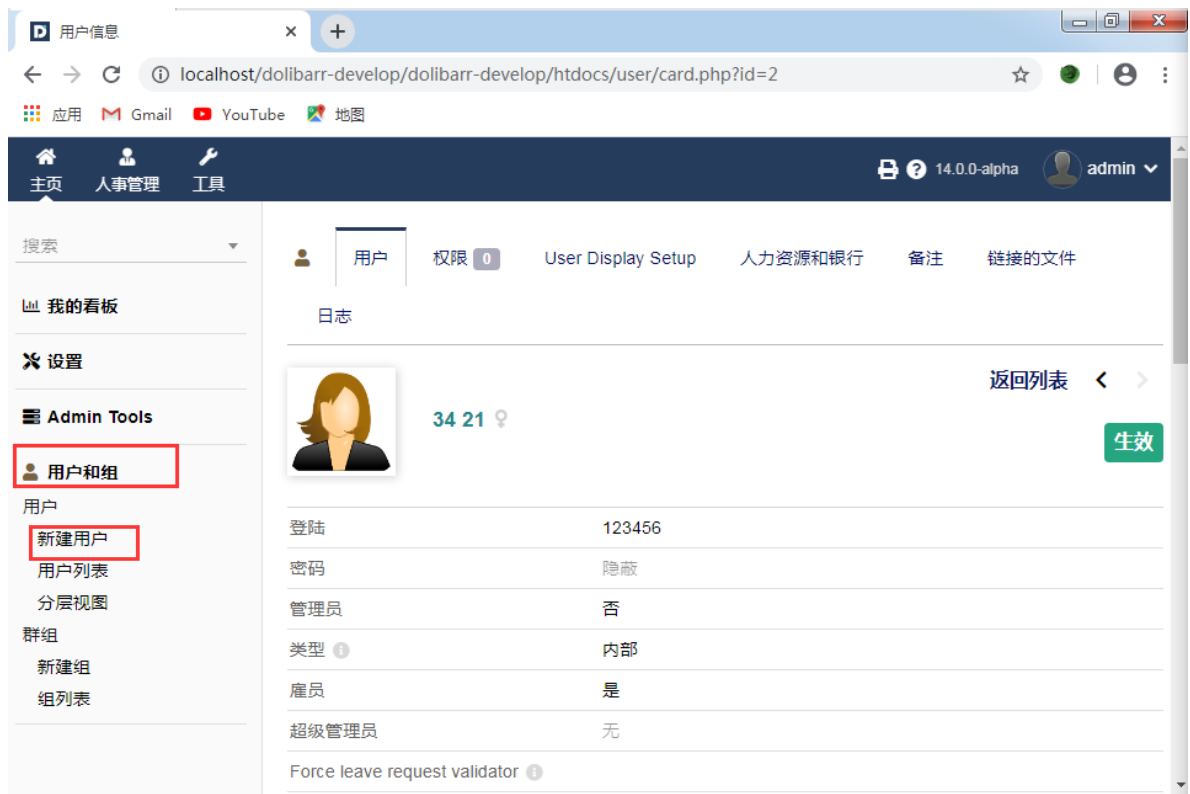 用户信息
localhost/dolibarr-develop/dolibarr-develop/htdocs/user/card.php?id=2
应用 Gmail YouTube 地图
主页 人事管理 工具 14.0.0-alpha admin
搜索
我的看板
设置
Admin Tools
用户和组
用户
新建用户
用户列表
分层视图
群组
新建组
组列表
用户 权限 0 User Display Setup 人力资源和银行 备注 链接的文件
日志
返回列表
34 21
生效
登陆 123456
密码 隐蔽
管理员 否
类型 内部
雇员 是
超级管理员 无
Force leave request validator